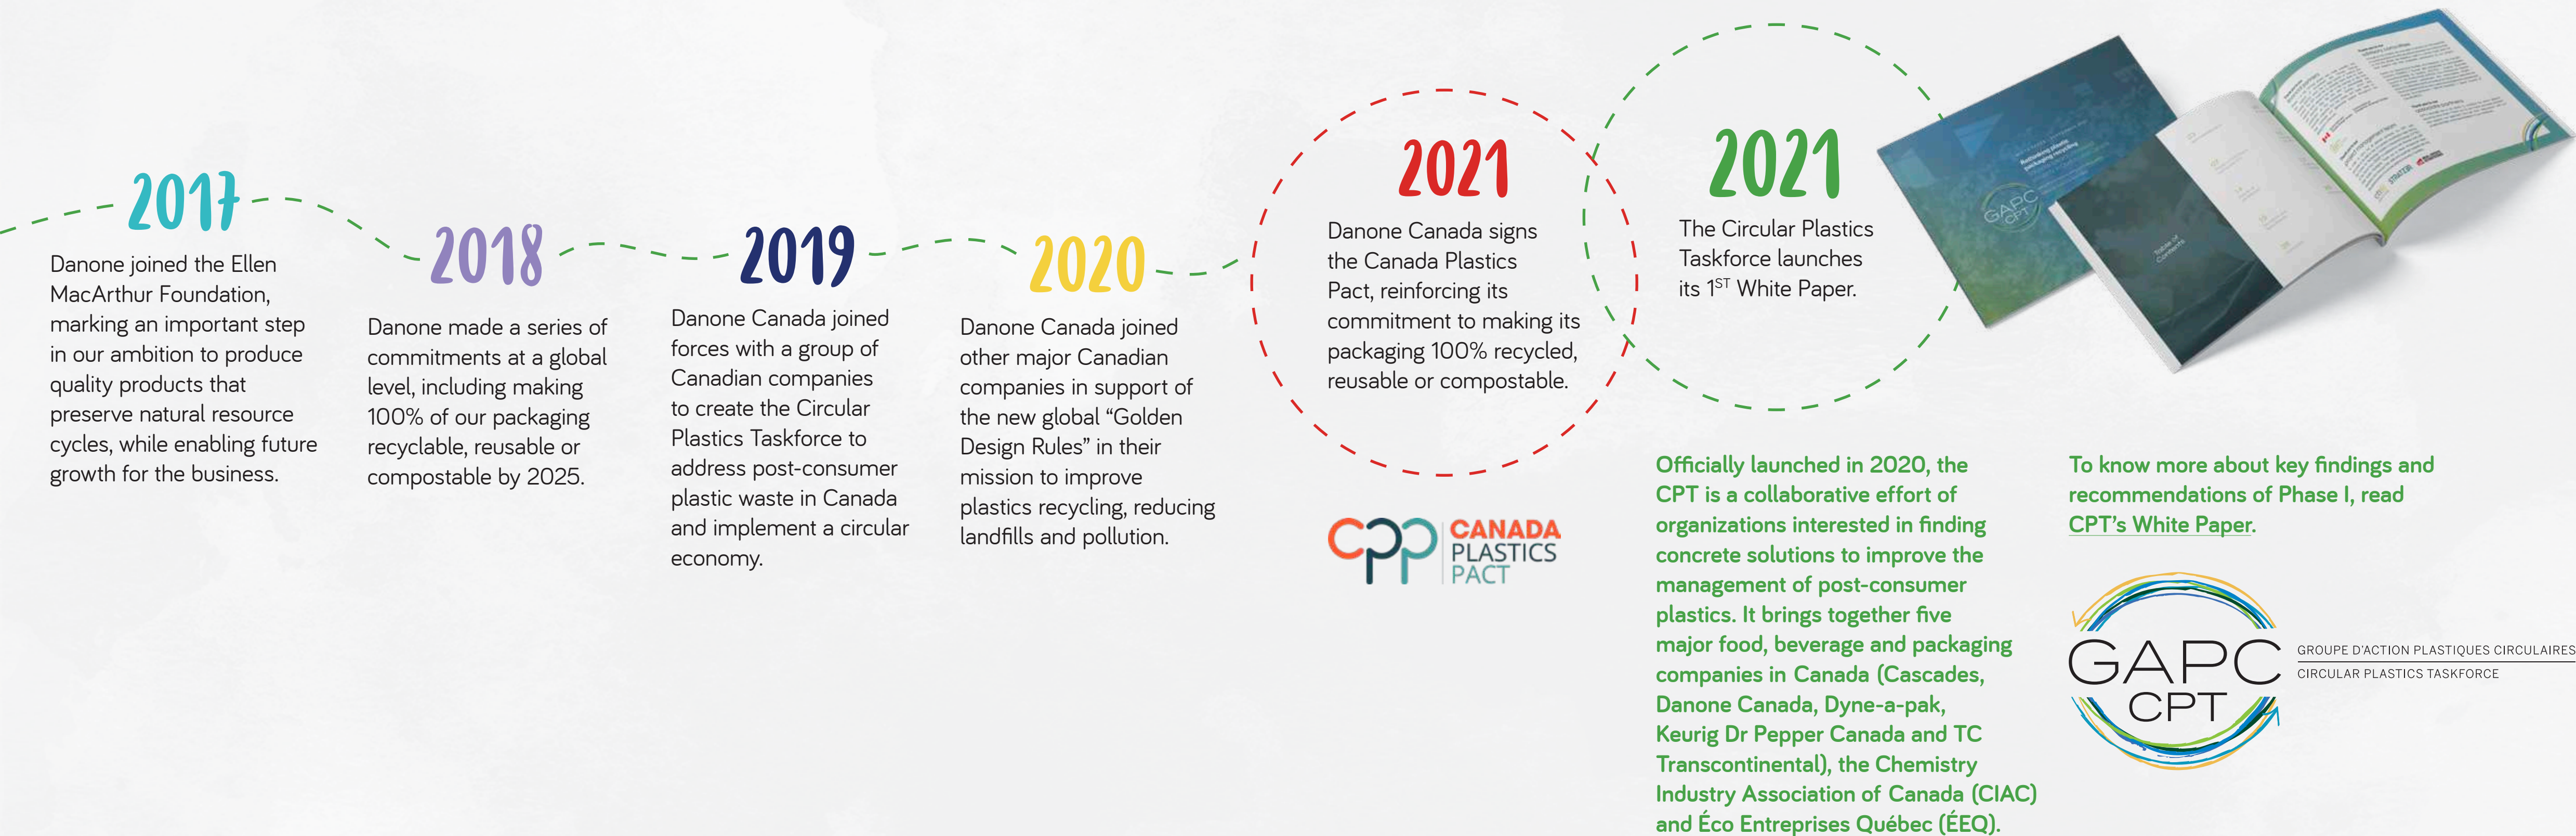 2017
Danone joined the Ellen
MacArthur Foundation,
marking an important step
in our ambition to produce
quality products that
preserve natural resource
cycles, while enabling future
growth for the business.
2018
Danone made a series of
commitments at a global
level, including making
100% of our packaging
recyclable, reusable or
compostable by 2025.
2019
Danone Canada joined
forces with a group of
Canadian companies
to create the Circular
Plastics Taskforce to
address post-consumer
plastic waste in Canada
and implement a circular
economy.
2020
Danone Canada joined
other major Canadian
companies in support of
the new global “Golden
Design Rules” in their
mission to improve
plastics recycling, reducing
landfills and pollution.
2021
Danone Canada signs
the Canada Plastics
Pact, reinforcing its
commitment to making its
packaging 100% recycled,
reusable or compostable.
CPP
CANADA
PLASTICS
PACT
2021
The Circular Plastics
Taskforce launches
its 1ST White Paper.
Rethinking plastic
packaging recycling
GAPC
CPT
Table of
Contents
Officially launched in 2020, the
CPT is a collaborative effort of
organizations interested in finding
concrete solutions to improve the
management of post-consumer
plastics. It brings together five
major food, beverage and packaging
companies in Canada (Cascades,
Danone Canada, Dyne-a-pak,
Keurig Dr Pepper Canada and TC
Transcontinental), the Chemistry
Industry Association of Canada (CIAC)
and Éco Entreprises Québec (ÉEQ).
To know more about key findings and
recommendations of Phase I, read
CPT’s White Paper.
GAPC
CPT
GROUPE D’ACTION PLASTIQUES CIRCULAIRES
CIRCULAR PLASTICS TASKFORCE